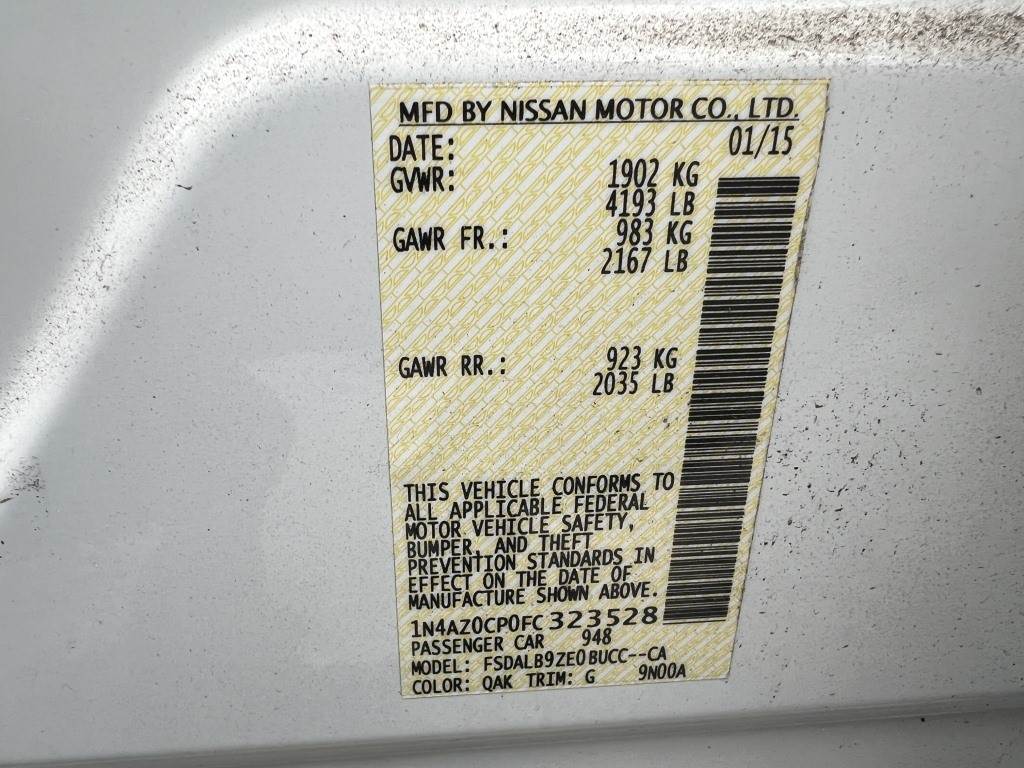 MFD BY NISSAN MOTOR CO., LTD.
DATE: 01/15
GVWR: 1902 KG
4193 LB
GAWR FR.: 983 KG
2167 LB
GAWR RR.: 923 KG
2035 LB
THIS VEHICLE CONFORMS TO
ALL APPLICABLE FEDERAL
MOTOR VEHICLE SAFETY,
BUMPER, AND THEFT
PREVENTION STANDARDS IN
EFFECT ON THE DATE OF
MANUFACTURE SHOWN ABOVE.
1N4AZ0CP0FC323528
PASSENGER CAR 948
MODEL: FSDALB9ZE0BUCC--CA
COLOR: QAK TRIM: G 9N00A